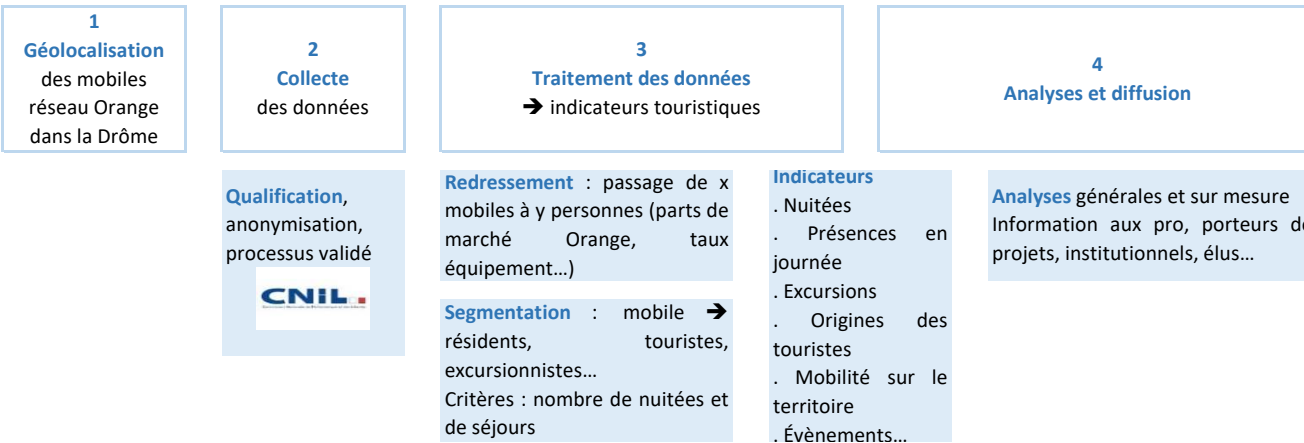 1
Géolocalisation
des mobiles
réseau Orange
dans la Drôme
2
Collecte
des données
3
Traitement des données
➔ indicateurs touristiques
4
Analyses et diffusion
Qualification,
anonymisation,
processus validé
CNIL
Redressement : passage de x
mobiles à y personnes (parts de
marché Orange, taux
équipement…)
Segmentation : mobile ➔
résidents, touristes,
excursionnistes…
Critères : nombre de nuitées et
de séjours
Indicateurs
. Nuitées
. Présences en
journée
. Excursions
. Origines des
touristes
. Mobilité sur le
territoire
. Évènements…
Analyses générales et sur mesure
Information aux pro, porteurs de
projets, institutionnels, élus…